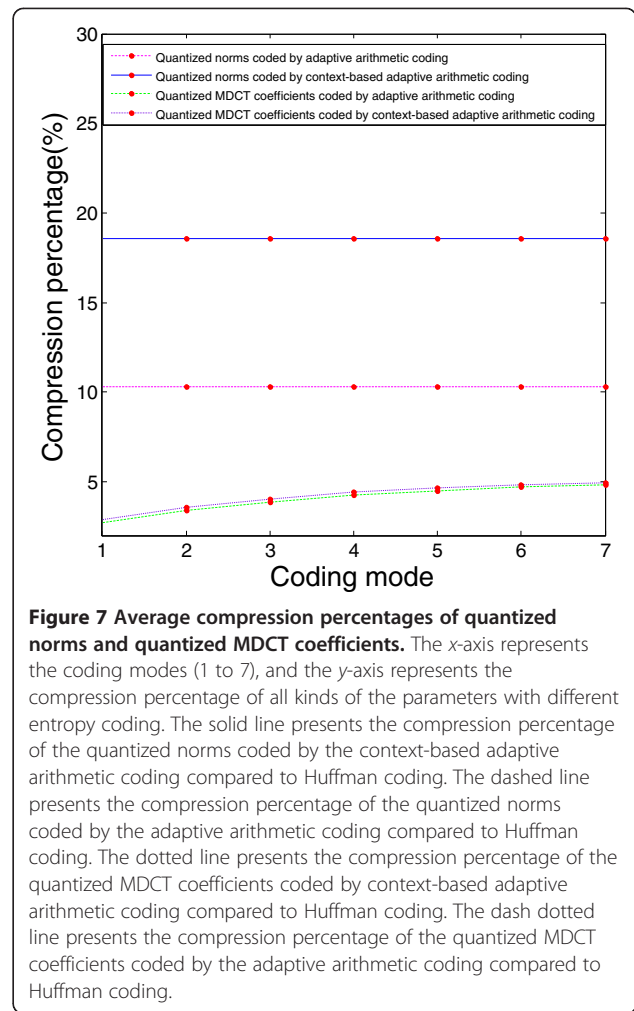 30
Quantized norms coded by adaptive arithmetic coding
Quantized norms coded by context-based adaptive arithmetic coding
Quantized MDCT coefficients coded by adaptive arithmetic coding
Quantized MDCT coefficients coded by context-based adaptive arithmetic coding
25
20
15
10
5
Compression percentage(%)
1 2 3 4 5 6 7
Coding mode
Figure 7 Average compression percentages of quantized
norms and quantized MDCT coefficients. The x-axis represents
the coding modes (1 to 7), and the y-axis represents the
compression percentage of all kinds of the parameters with different
entropy coding. The solid line presents the compression percentage
of the quantized norms coded by the context-based adaptive
arithmetic coding compared to Huffman coding. The dashed line
presents the compression percentage of the quantized norms
coded by the adaptive arithmetic coding compared to Huffman
coding. The dotted line presents the compression percentage of the
quantized MDCT coefficients coded by context-based adaptive
arithmetic coding compared to Huffman coding. The dash dotted
line presents the compression percentage of the quantized MDCT
coefficients coded by the adaptive arithmetic coding compared to
Huffman coding.